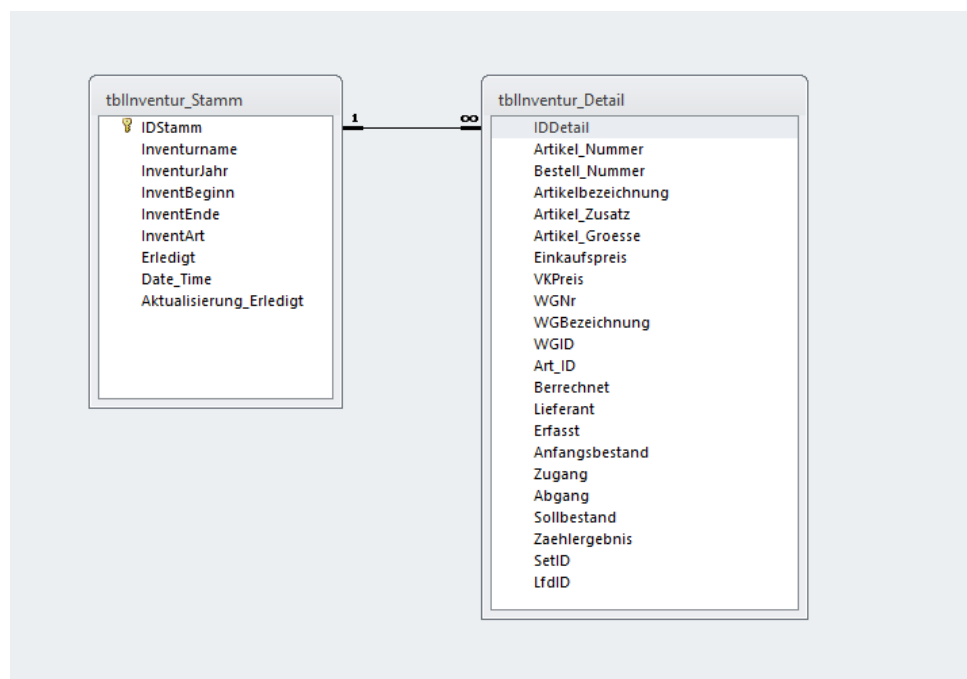 tblInventur_Stamm
IDStamm
Inventurname
InventurJahr
InventBeginn
InventEnde
InventArt
Erledigt
Date_Time
Aktualisierung_Erledigt
1
∞
tblInventur_Detail
IDDetail
Artikel_Nummer
Bestell_Nummer
Artikelbezeichnung
Artikel_Zusatz
Artikel_Groesse
Einkaufspreis
VKPreis
WGNr
WGBezeichnung
WGID
Art_ID
Berrechnet
Lieferant
Erfasst
Anfangsbestand
Zugang
Abgang
Sollbestand
Zaehlergebnis
SetID
LfdID